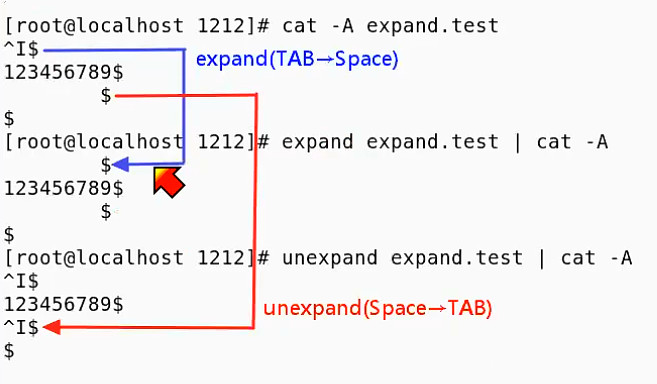 [root@localhost 1212]# cat -A expand.test
^I$
expand(TAB→Space)
123456789$
        $
$
[root@localhost 1212]# expand expand.test | cat -A
        $
123456789$
        $
$
[root@localhost 1212]# unexpand expand.test | cat -A
^I$
123456789$
unexpand(Space→TAB)
^I$
$